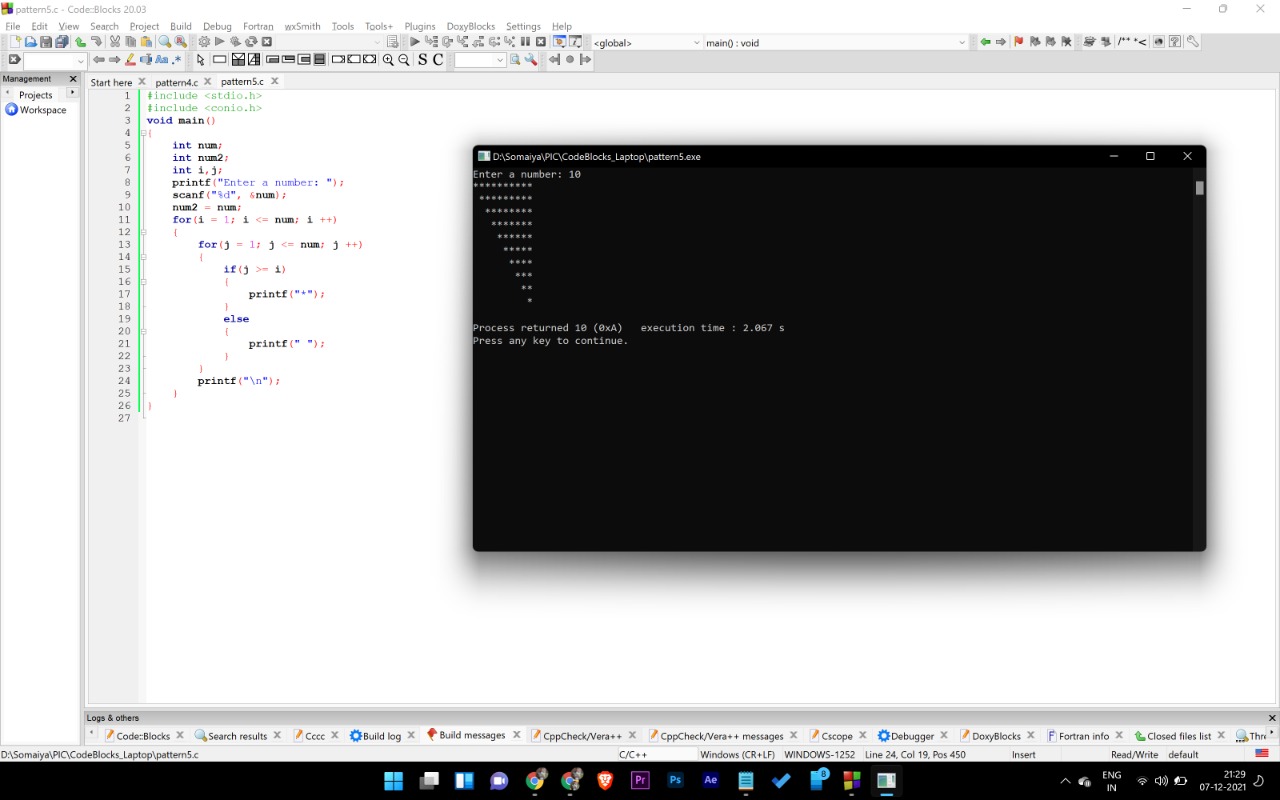 pattern5.c - Code::Blocks 20.03
File Edit View Search Project Build Debug Fortran wxSmith Tools Tools+ Plugins DoxyBlocks Settings Help
<global> main() : void
/** *<
Aa .* S C
Management
Projects
Workspace
Start here pattern4.c pattern5.c
1 #include <stdio.h>
2 #include <conio.h>
3 void main()
4 {
5 int num;
6 int num2;
7 int i,j;
8 printf("Enter a number: ");
9 scanf("%d", &num);
10 num2 = num;
11 for(i = 1; i <= num; i ++)
12 {
13 for(j = 1; j <= num; j ++)
14 {
15 if(j >= i)
16 {
17 printf("*");
18 }
19 else
20 {
21 printf(" ");
22 }
23 }
24 printf("\n");
25 }
26 }
27
D:\Somaiya\PIC\CodeBlocks_Laptop\pattern5.exe
Enter a number: 10
**********
 *********
  ********
   *******
    ******
     *****
      ****
       ***
        **
         *
Process returned 10 (0xA)   execution time : 2.067 s
Press any key to continue.
Logs & others
Code::Blocks Search results Cccc Build log Build messages CppCheck/Vera++ CppCheck/Vera++ messages Cscope Debugger DoxyBlocks Fortran info Closed files list Thre
D:\Somaiya\PIC\CodeBlocks_Laptop\pattern5.c C/C++ Windows (CR+LF) WINDOWS-1252 Line 24, Col 19, Pos 450 Insert Read/Write default
Pr Ps Ae 8
ENG
IN
21:29
07-12-2021